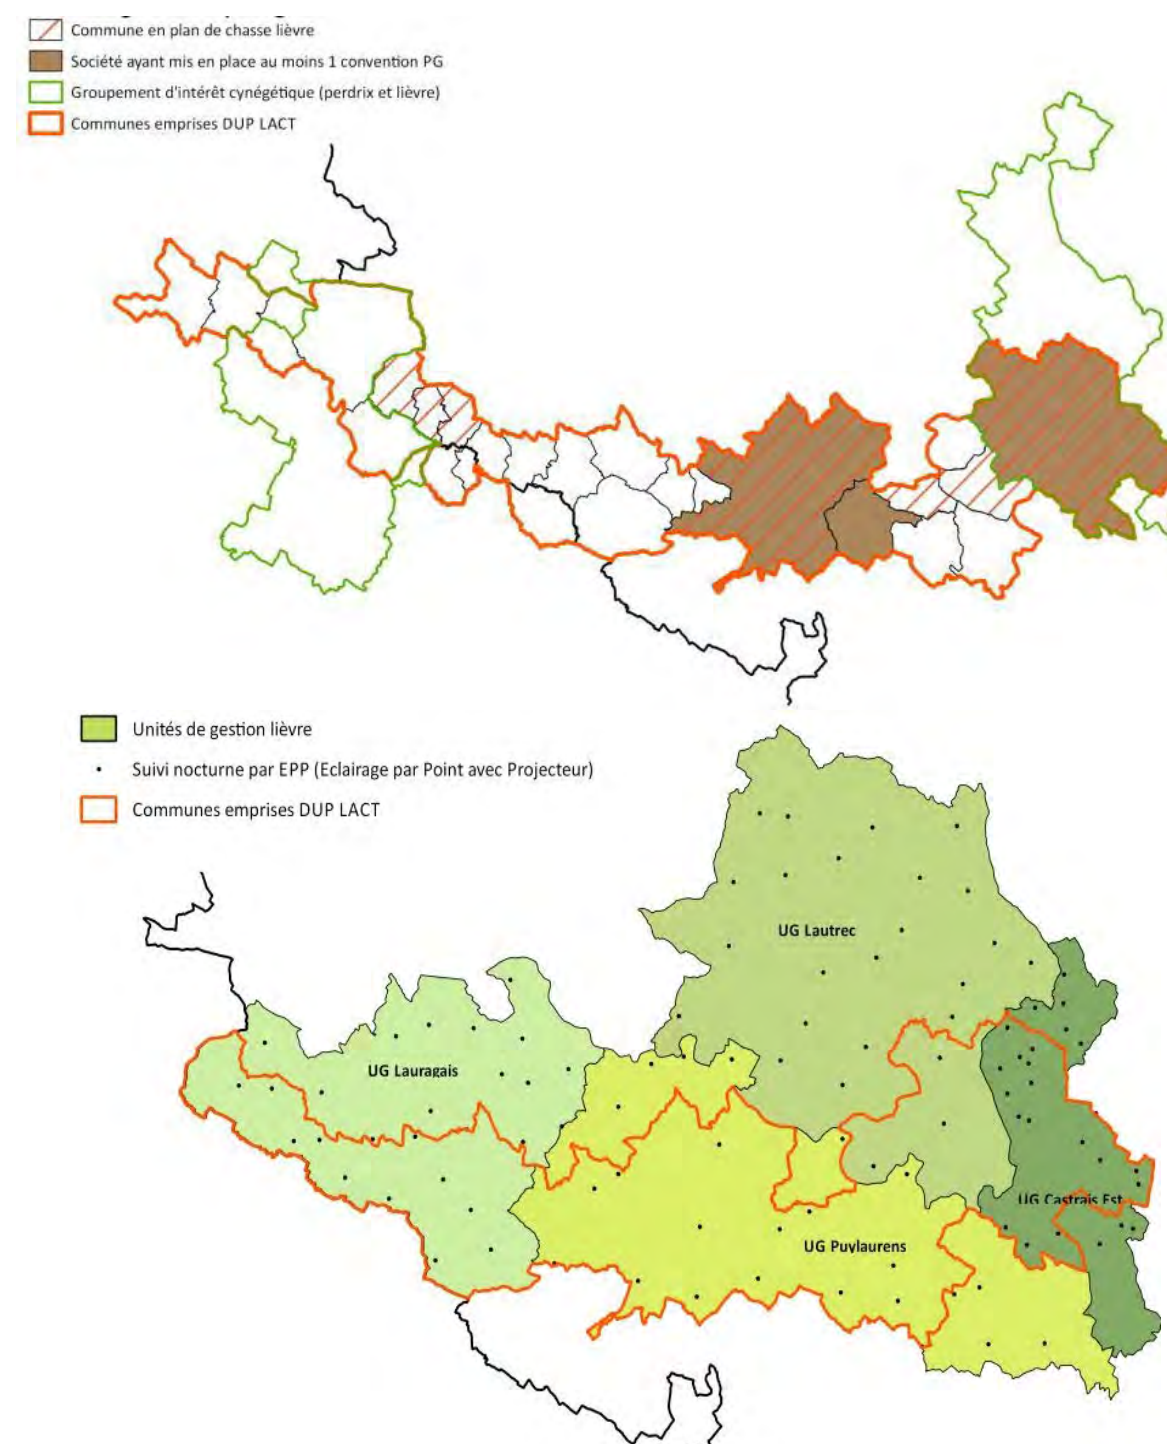 Commune en plan de chasse lièvre
Société ayant mis en place au moins 1 convention PG
Groupement d'intérêt cynégétique (perdrix et lièvre)
Communes emprises DUP LACT
Unités de gestion lièvre
Suivi nocturne par EPP (Eclairage par Point avec Projecteur)
Communes emprises DUP LACT
UG Lautrec
UG Lauragais
UG Castrais Est
UG Puylaurens